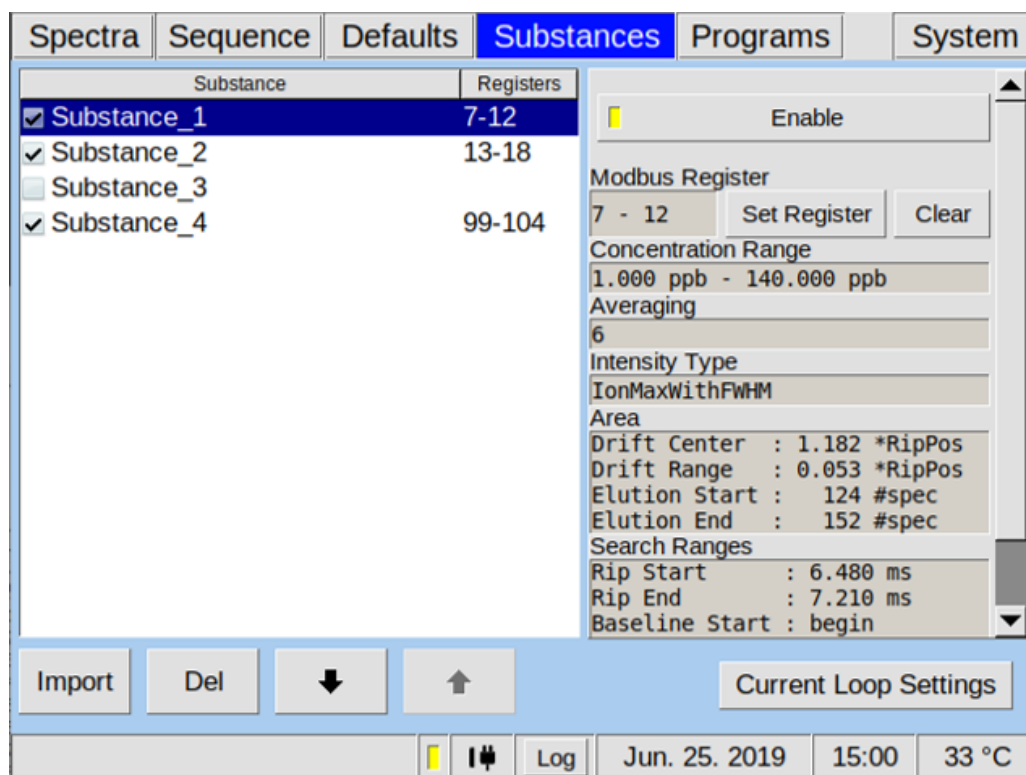 Spectra Sequence Defaults Substances Programs System
Substance Registers
Substance_1 7-12
Substance_2 13-18
Substance_3
Substance_4 99-104
Enable
Modbus Register
7 - 12 Set Register Clear
Concentration Range
1.000 ppb - 140.000 ppb
Averaging
6
Intensity Type
IonMaxWithFWHM
Area
Drift Center : 1.182 *RipPos
Drift Range : 0.053 *RipPos
Elution Start : 124 #spec
Elution End : 152 #spec
Search Ranges
Rip Start : 6.480 ms
Rip End : 7.210 ms
Baseline Start : begin
Import Del Current Loop Settings
Log Jun. 25. 2019 15:00 33 °C